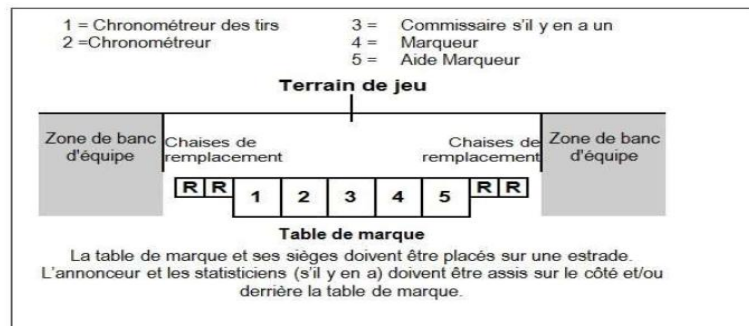 1 = Chronométreur des tirs
2 =Chronométreur
3 = Commissaire s'il y en a un
4 = Marqueur
5 = Aide Marqueur
Terrain de jeu
Zone de banc
d'équipe
Chaises de
remplacement
Chaises de
remplacement
Zone de banc
d'équipe
R R 1 2 3 4 5 R R
Table de marque
La table de marque et ses sièges doivent être placés sur une estrade.
L'annonceur et les statisticiens (s'il y en a) doivent être assis sur le côté et/ou
derrière la table de marque.